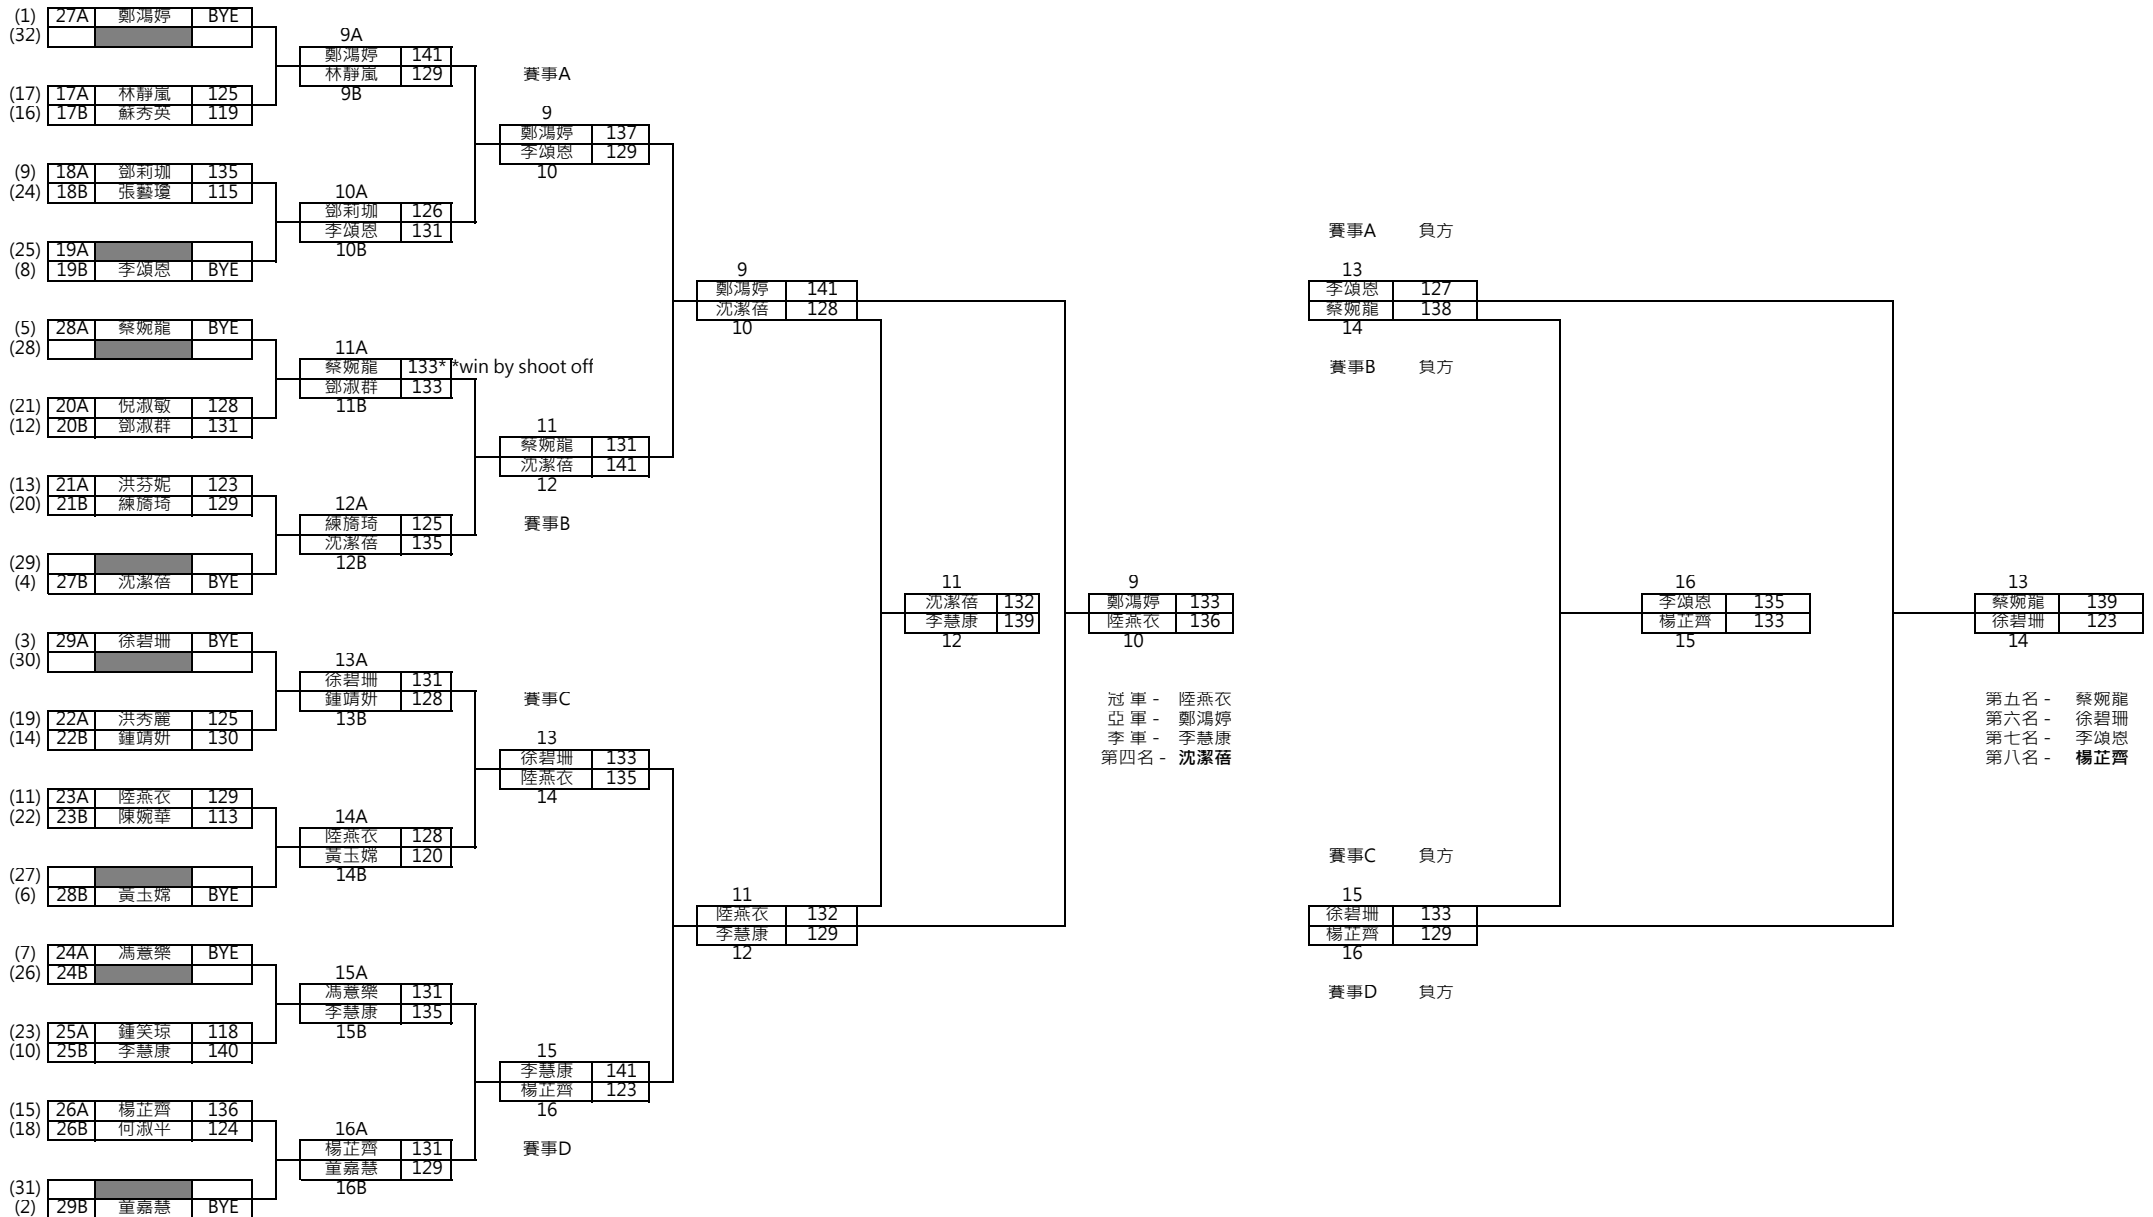 (1) 27A 鄭鴻婷 BYE
(32)
9A
鄭鴻婷 141
林靜嵐 129
9B
賽事A
(17) 17A 林靜嵐 125
(16) 17B 蘇秀英 119
9
鄭鴻婷 137
李頌恩 129
10
(9) 18A 鄧莉珈 135
(24) 18B 張藝瓊 115
10A
鄧莉珈 126
李頌恩 131
10B
(25) 19A
(8) 19B 李頌恩 BYE
9
鄭鴻婷 141
沈潔蓓 128
10
(5) 28A 蔡婉龍 BYE
(28)
11A
蔡婉龍 133* *win by shoot off
鄧淑群 133
11B
(21) 20A 倪淑敏 128
(12) 20B 鄧淑群 131
11
蔡婉龍 131
沈潔蓓 141
12
(13) 21A 洪芬妮 123
(20) 21B 練旖琦 129
12A
練旖琦 125
沈潔蓓 135
12B
賽事B
(29)
(4) 27B 沈潔蓓 BYE
11
沈潔蓓 132
李慧康 139
12
9
鄭鴻婷 133
陸燕衣 136
10
(3) 29A 徐碧珊 BYE
(30)
13A
徐碧珊 131
鍾靖妍 128
13B
賽事C
(19) 22A 洪秀麗 125
(14) 22B 鍾靖妍 130
13
徐碧珊 133
陸燕衣 135
14
冠 軍 - 陸燕衣
亞 軍 - 鄭鴻婷
季 軍 - 李慧康
第四名 - 沈潔蓓
(11) 23A 陸燕衣 129
(22) 23B 陳婉華 113
14A
陸燕衣 128
黃玉嫦 120
14B
(27)
(6) 28B 黃玉嫦 BYE
11
陸燕衣 132
李慧康 129
12
(7) 24A 馮薏樂 BYE
(26) 24B
15A
馮薏樂 131
李慧康 135
15B
(23) 25A 鍾笑琼 118
(10) 25B 李慧康 140
15
李慧康 141
楊芷齊 123
16
(15) 26A 楊芷齊 136
(18) 26B 何淑平 124
16A
楊芷齊 131
童嘉慧 129
16B
賽事D
(31)
(2) 29B 童嘉慧 BYE
賽事A 負方
13
李頌恩 127
蔡婉龍 138
14
賽事B 負方
16
李頌恩 135
楊芷齊 133
15
13
蔡婉龍 139
徐碧珊 123
14
第五名 - 蔡婉龍
第六名 - 徐碧珊
第七名 - 李頌恩
第八名 - 楊芷齊
賽事C 負方
15
徐碧珊 133
楊芷齊 129
16
賽事D 負方